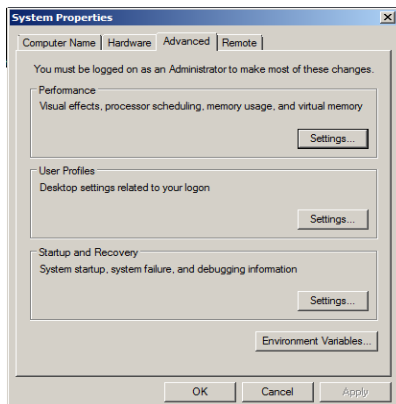 System Properties
Computer Name Hardware Advanced Remote
You must be logged on as an Administrator to make most of these changes.
Performance
Visual effects, processor scheduling, memory usage, and virtual memory
Settings...
User Profiles
Desktop settings related to your logon
Settings...
Startup and Recovery
System startup, system failure, and debugging information
Settings...
Environment Variables...
OK Cancel Apply